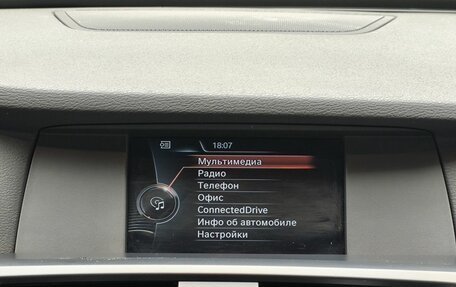 18:07
Мультимедиа
Радио
Телефон
Офис
ConnectedDrive
Инфо об автомобиле
Настройки